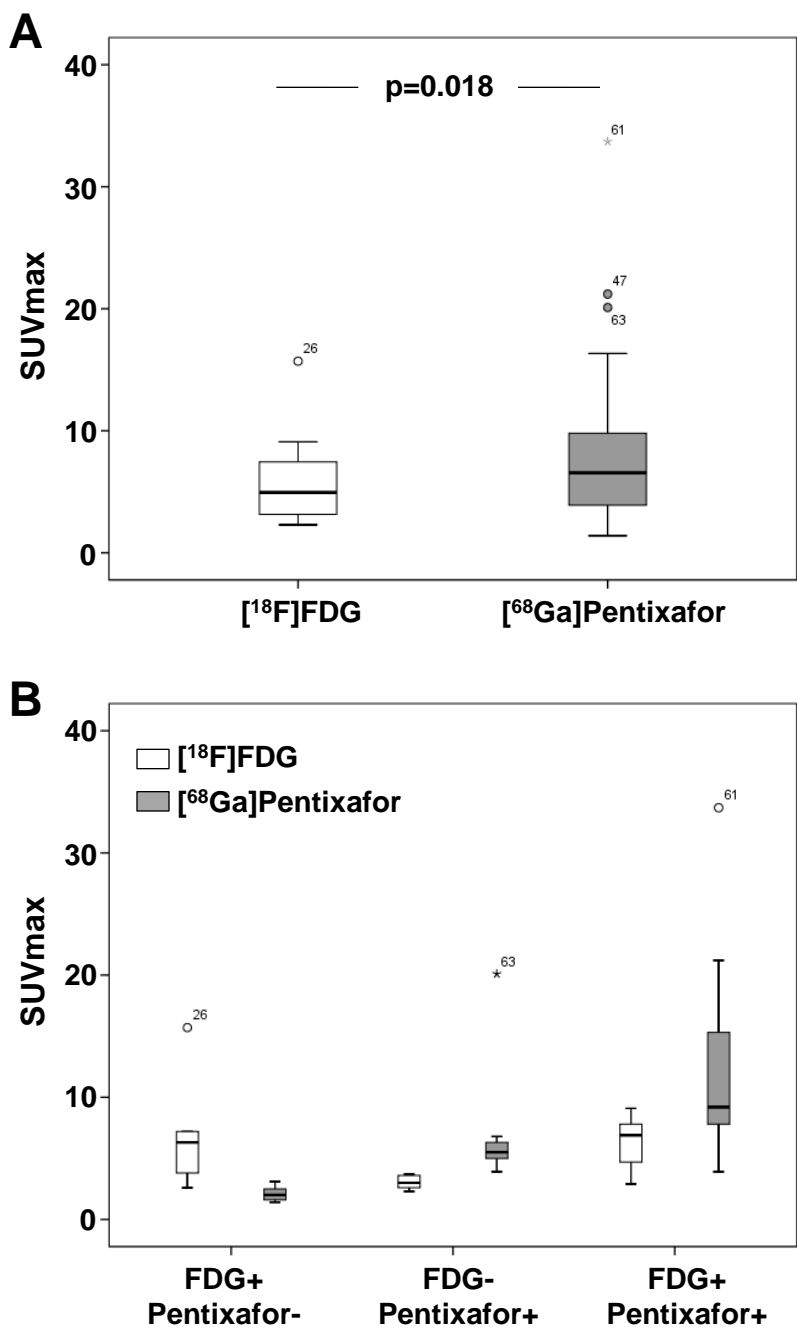 A
40
p=0.018
61
30
SUVmax
47
20
63
26
10
0
[¹⁸F]FDG [⁶⁸Ga]Pentixafor
B
40
[¹⁸F]FDG
[⁶⁸Ga]Pentixafor
61
30
SUVmax
63
20
26
10
0
FDG+ FDG- FDG+
Pentixafor- Pentixafor+ Pentixafor+